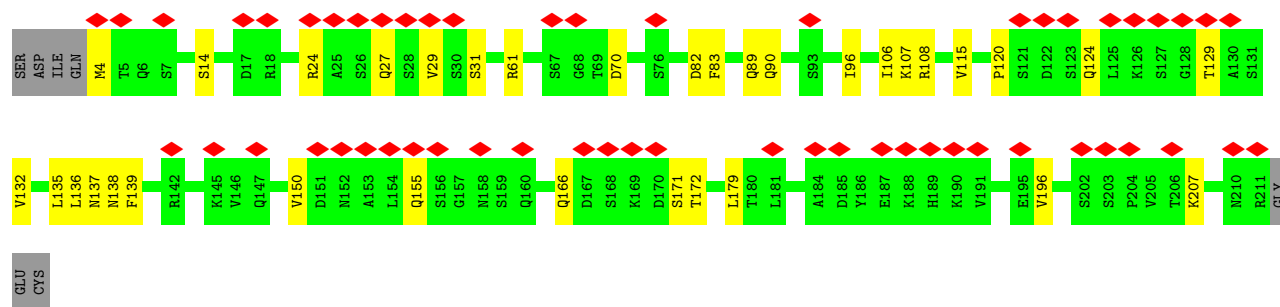 SER ASP ILE GLN M4 T5 Q6 S7 S14 D17 R18 R24 A25 S26 Q27 S28 V29 S30 S31 R61 S67 G68 T69 D70 S76 D82 F83 Q89 Q90 S93 I96 I106 K107 R108 V115 P120 S121 D122 S123 Q124 L125 K126 S127 G128 T129 A130 S131
V132 L135 L136 N137 N138 F139 R142 K145 V146 Q147 V150 D151 N152 A153 L154 Q155 S156 G157 N158 S159 Q160 Q166 D167 S168 K169 D170 S171 T172 L179 T180 L181 A184 D185 Y186 E187 K188 H189 K190 V191 E195 V196 S202 S203 P204 V205 T206 K207 N210 R211 GLY
GLU CYS